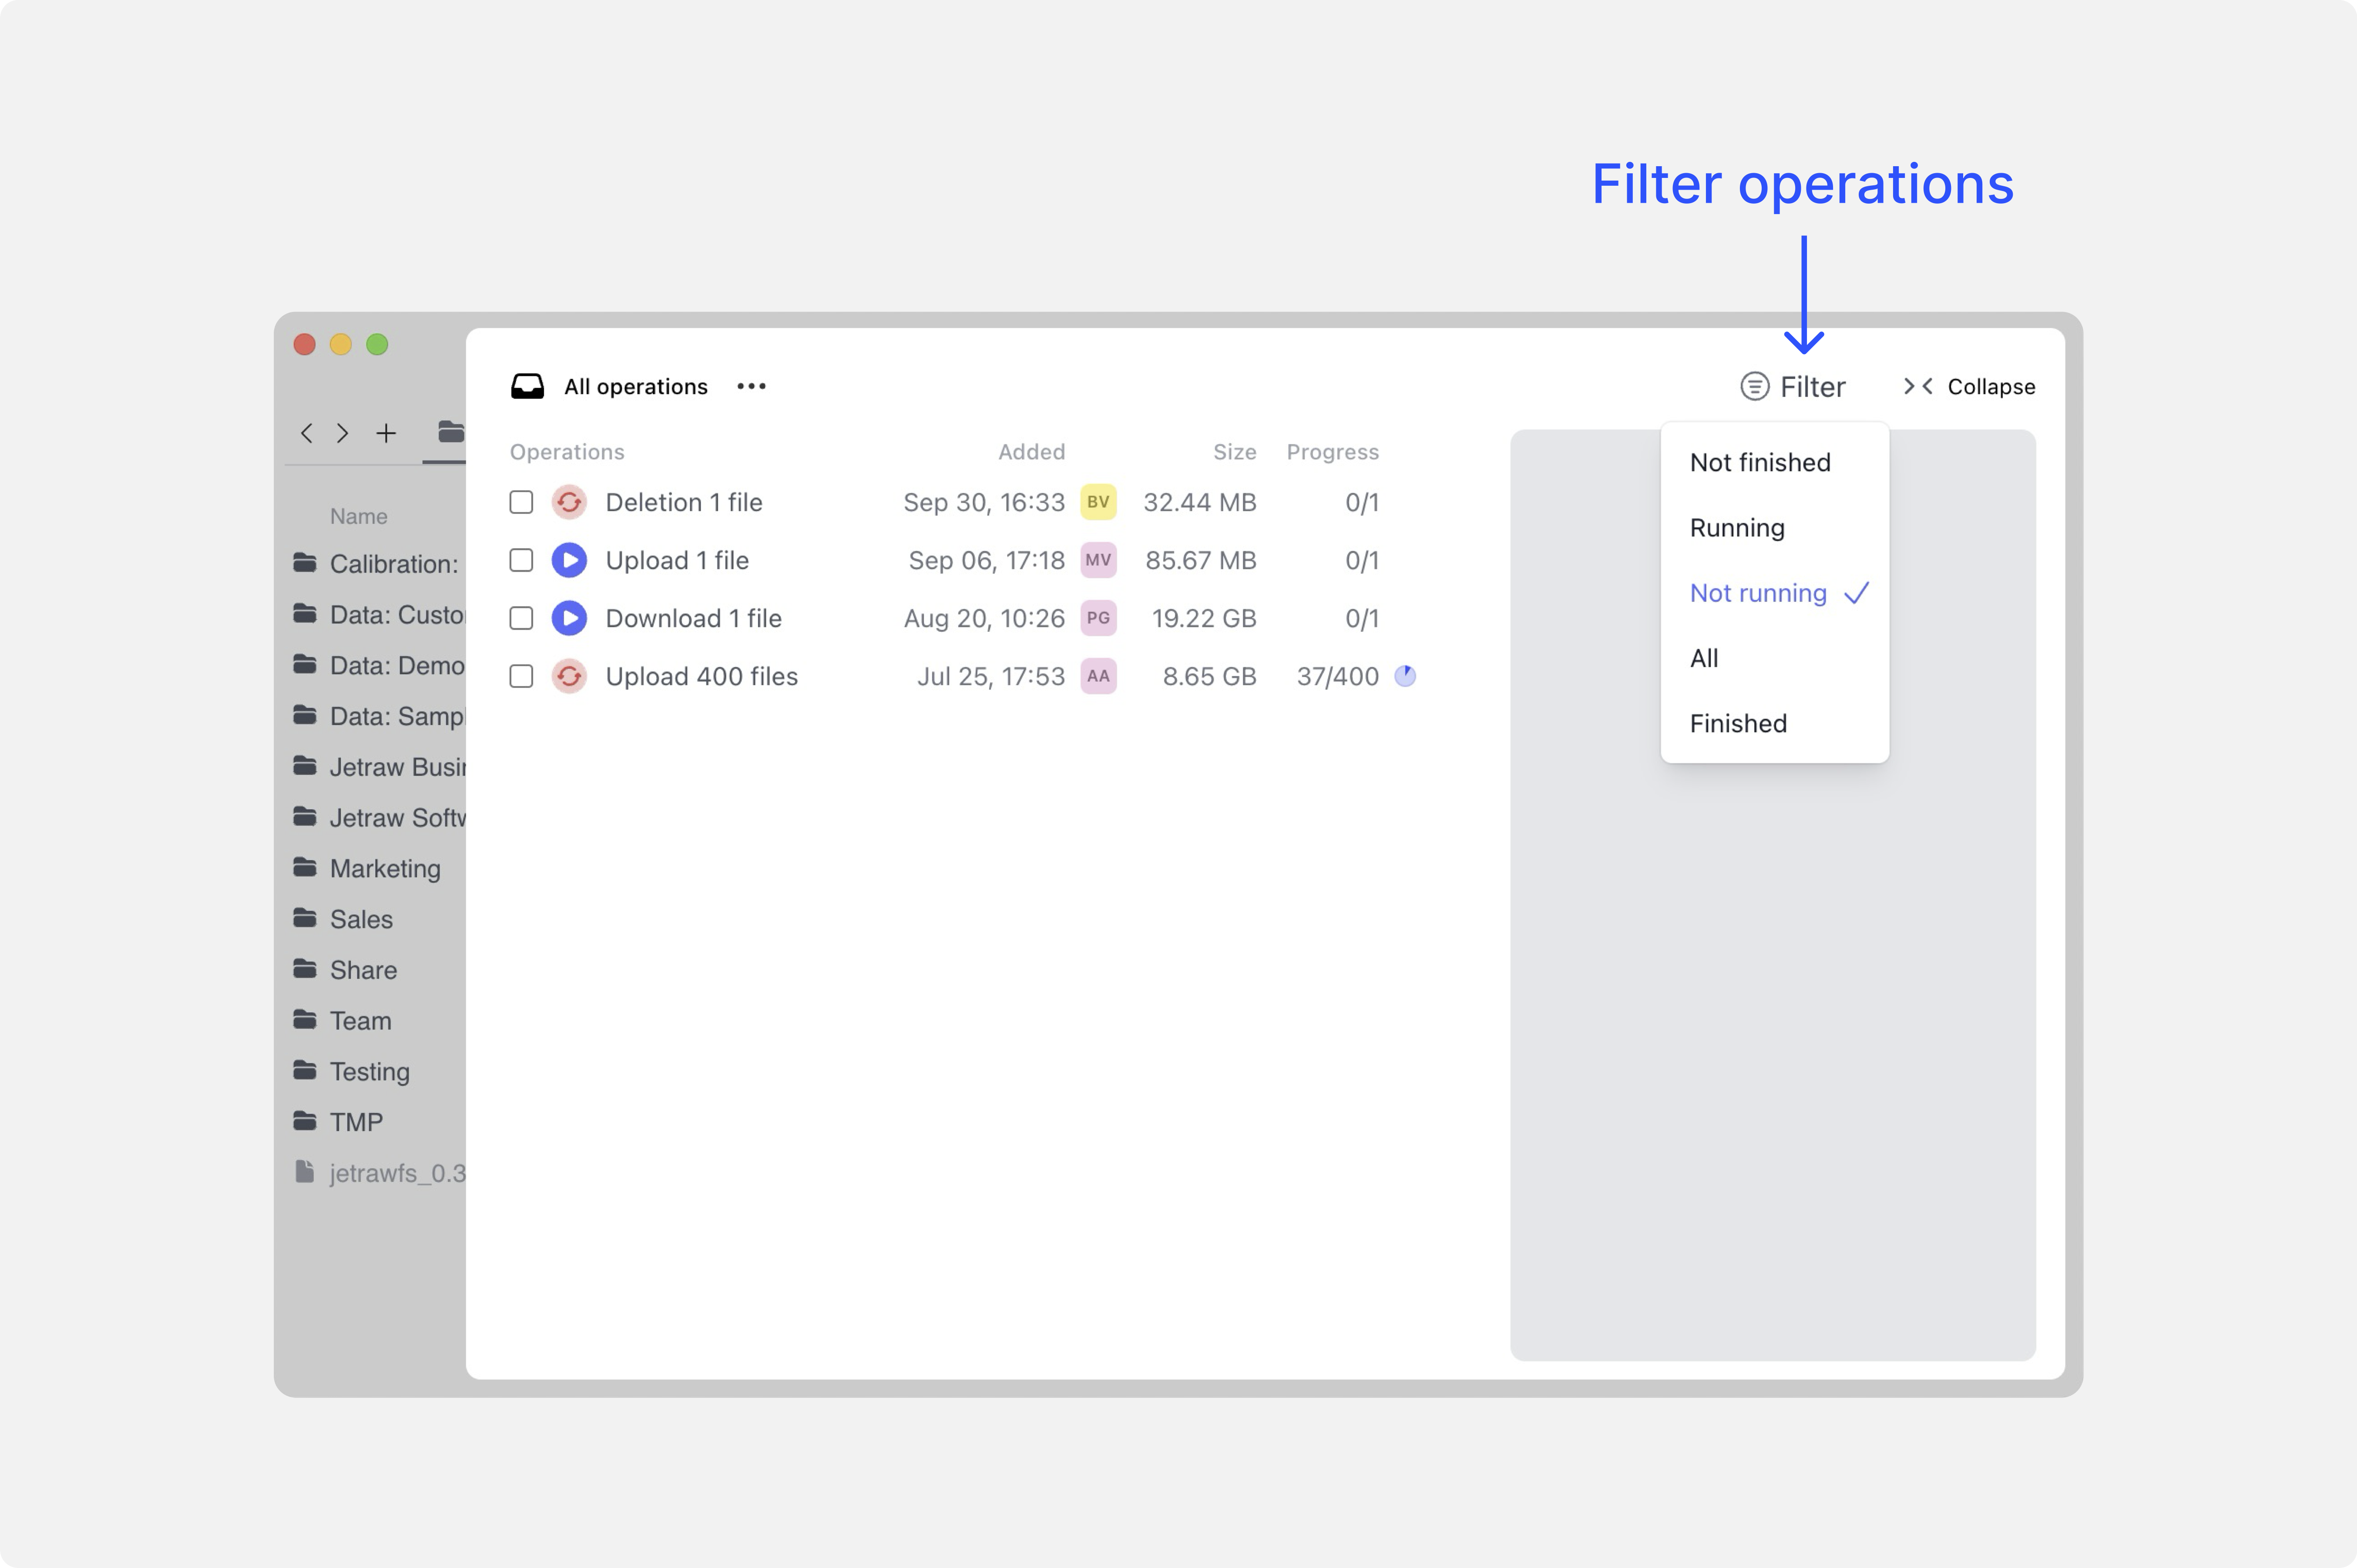 Filter operations
All operations
Filter
Collapse
Operations Added Size Progress
Deletion 1 file Sep 30, 16:33 BV 32.44 MB 0/1
Upload 1 file Sep 06, 17:18 MV 85.67 MB 0/1
Download 1 file Aug 20, 10:26 PG 19.22 GB 0/1
Upload 400 files Jul 25, 17:53 AA 8.65 GB 37/400
Not finished
Running
Not running
All
Finished
Name
Calibration:
Data: Custo
Data: Demo
Data: Samp
Jetraw Busi
Jetraw Soft
Marketing
Sales
Share
Team
Testing
TMP
jetrawfs_0.3